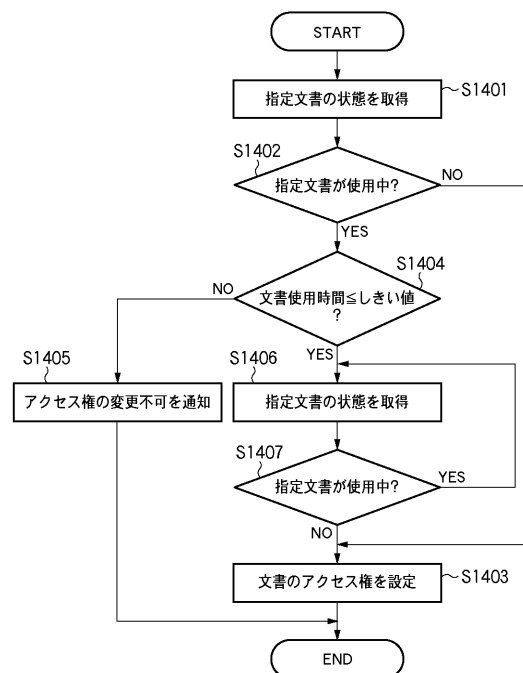 START
指定文書の状態を取得
S1401
S1402
指定文書が使用中?
NO
YES
S1404
文書使用時間≦しきい値
?
NO
YES
S1405
アクセス権の変更不可を通知
S1406
指定文書の状態を取得
S1407
指定文書が使用中?
YES
NO
文書のアクセス権を設定
S1403
END